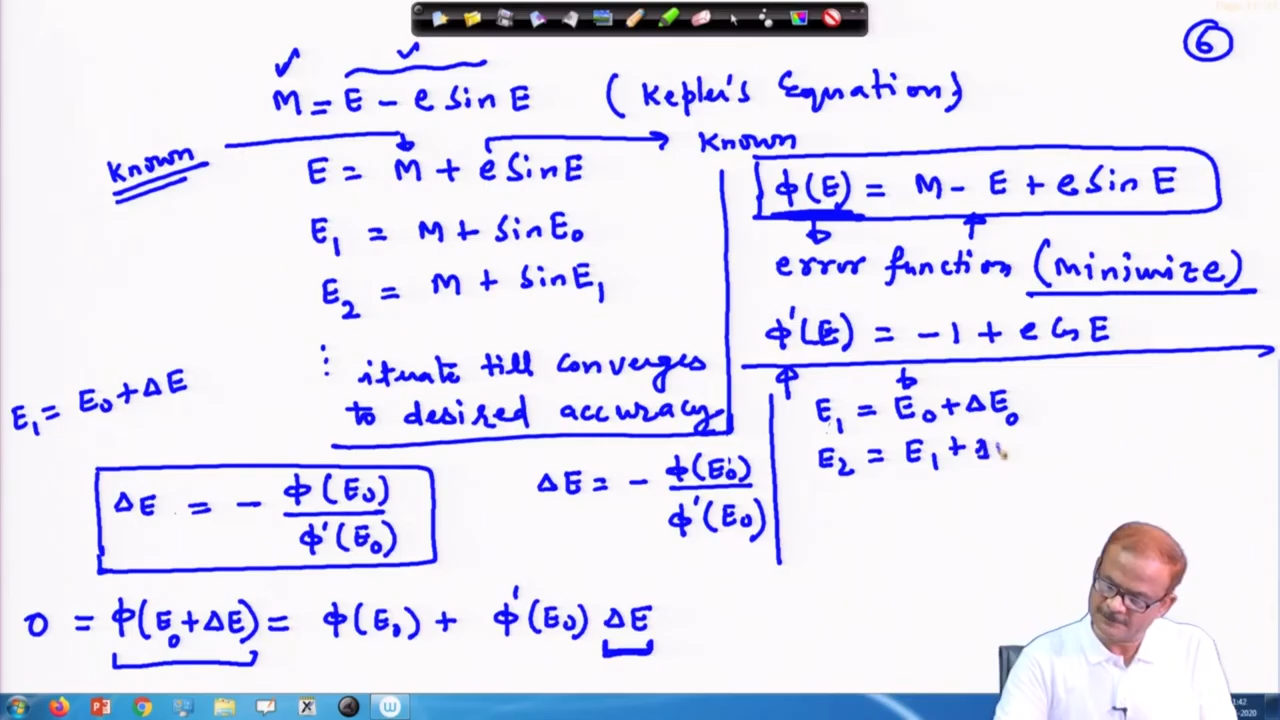 6
M = E - e sin E (Kepler's Equation)
Known
Known
E = M + e sin E
E₁ = M + sin E₀
E₂ = M + sin E₁
⋮ iterate till converges
to desired accuracy
φ(E) = M - E + e sin E
error function (minimize)
φ'(E) = -1 + e cos E
E₁ = E₀ + ΔE
E₁ = E₀ + ΔE₀
E₂ = E₁ +
ΔE = - φ(E₀) / φ'(E₀)
ΔE = - φ(E₀) / φ'(E₀)
0 = φ(E₀ + ΔE) = φ(E₀) + φ'(E₀) ΔE